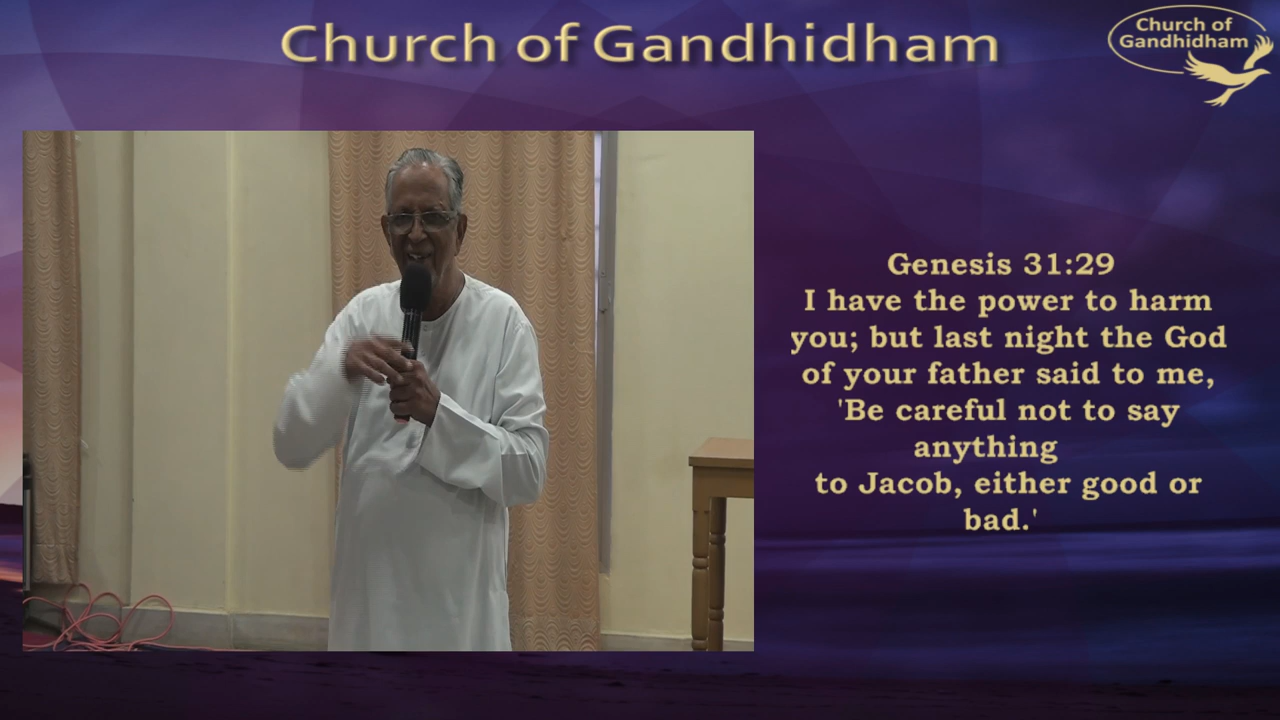 Church of Gandhidham
Church of
Gandhidham
Genesis 31:29
I have the power to harm
you; but last night the God
of your father said to me,
'Be careful not to say
anything
to Jacob, either good or
bad.'